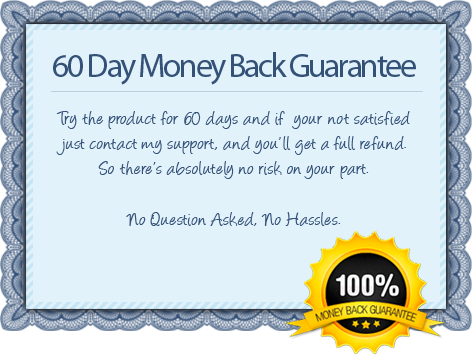 60 Day Money Back Guarantee
Try the product for 60 days and if your not satisfied
just contact my support, and you'll get a full refund.
So there's absolutely no risk on your part.
No Question Asked, No Hassles.
100%
MONEY BACK GUARANTEE